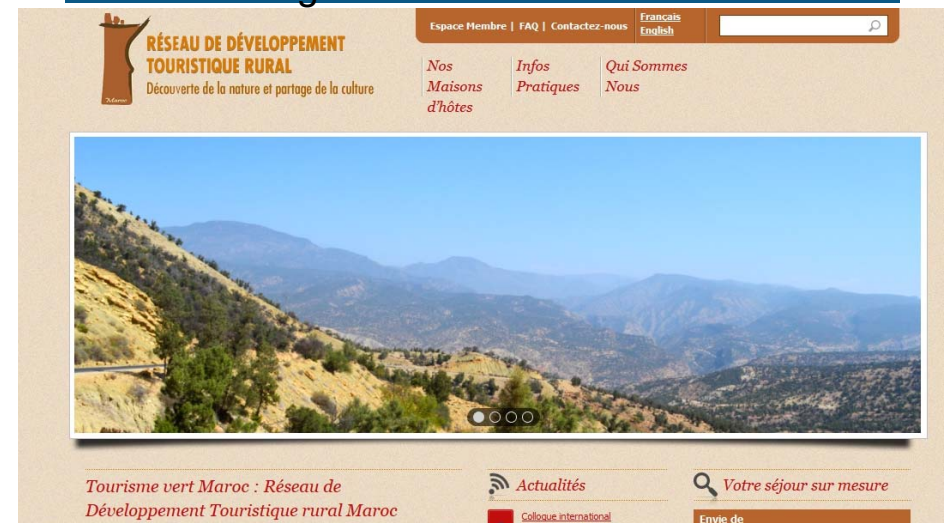 Espace Membre | FAQ | Contactez-nous
Français
English
RÉSEAU DE DÉVELOPPEMENT
TOURISTIQUE RURAL
Découverte de la nature et partage de la culture
Maroc
Nos
Maisons
d'hôtes
Infos
Pratiques
Qui Sommes
Nous
Tourisme vert Maroc : Réseau de
Développement Touristique rural Maroc
Actualités
Colloque international
Votre séjour sur mesure
Envie de